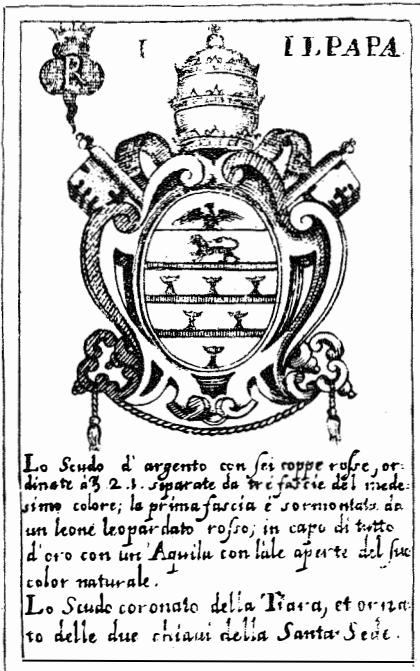 R
I
IL PAPA
Lo Scudo d'argento con sei coppe rosse, or-
dinate à 3. 2. 1. separate da tré fascie del mede-
simo colore; la prima fascia é sormontata da
un leone leopardato rosso; in capo di tutto
d'oro con un'Aquila con l'ale aperte del suo
color naturale.
Lo Scudo coronato della Tiara, et orna-
to delle due chiavi della Santa Sede.